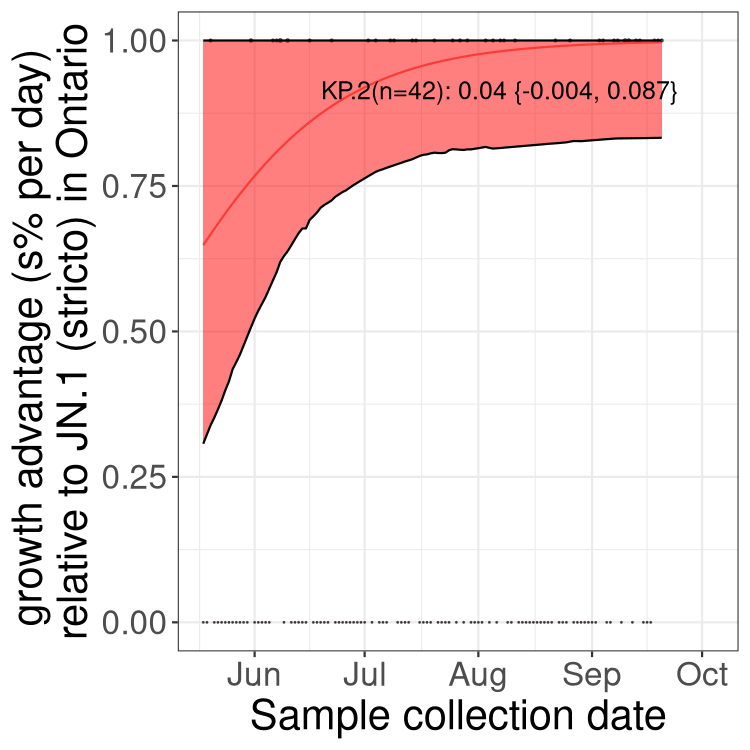 growth advantage (s% per day)
relative to JN.1 (stricto) in Ontario
1.00
0.75
0.50
0.25
0.00
KP.2(n=42): 0.04 {-0.004, 0.087}
Jun Jul Aug Sep Oct
Sample collection date